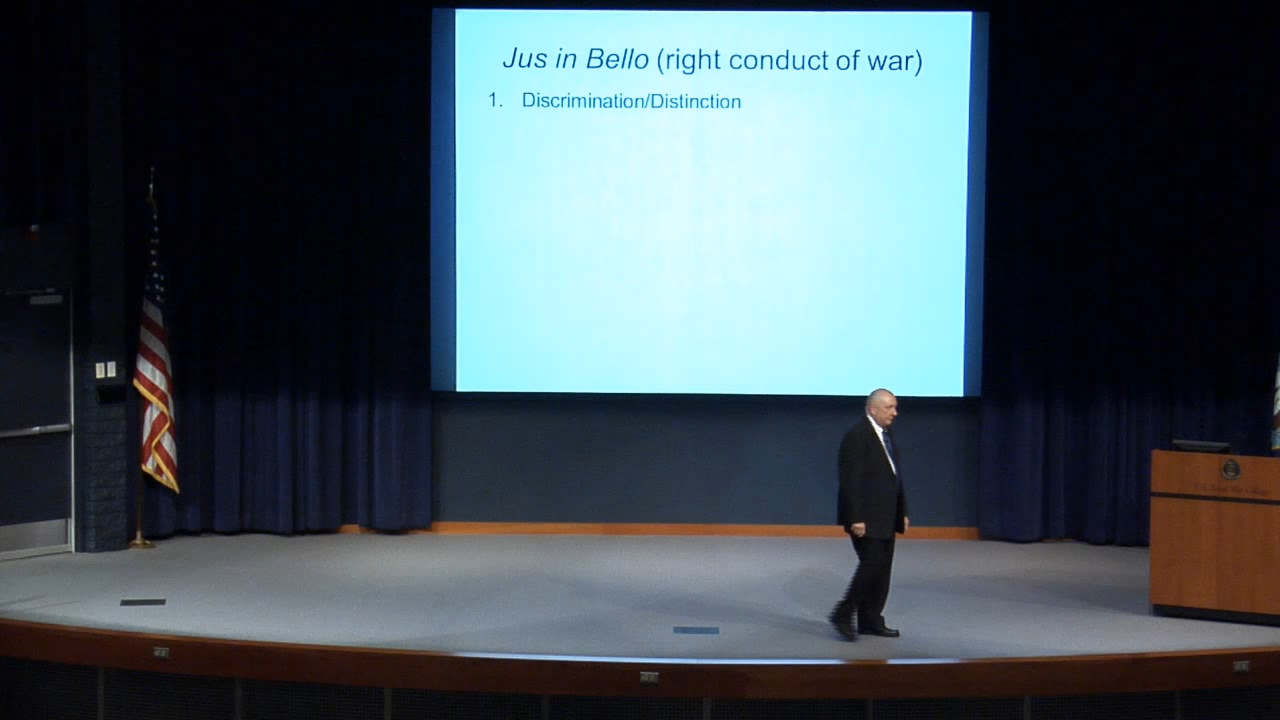 Jus in Bello (right conduct of war)
1. Discrimination/Distinction